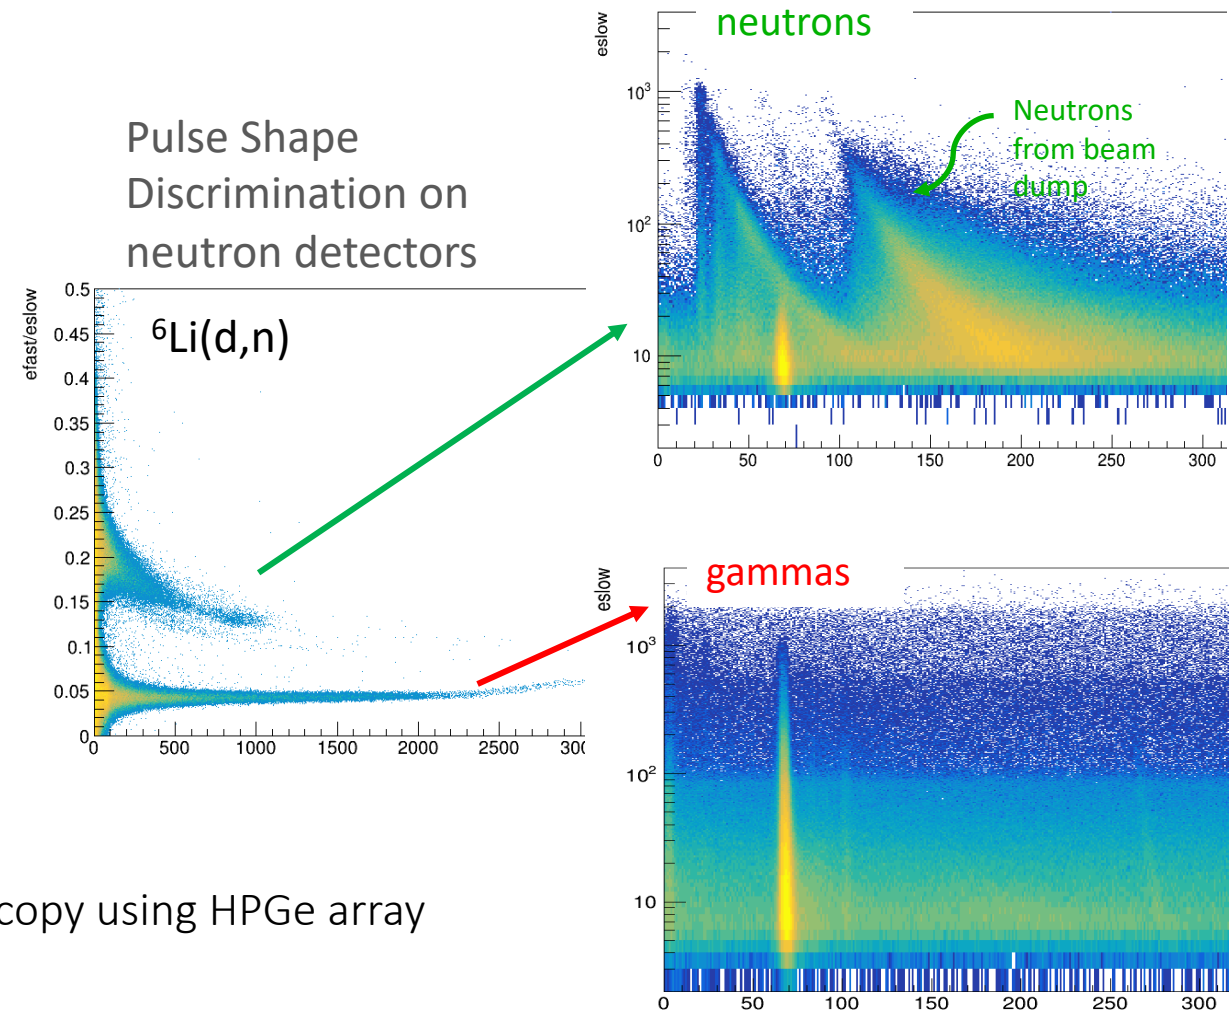 neutrons
eslow
10³
10²
10
0 50 100 150 200 250 300
Neutrons
from beam
dump
Pulse Shape
Discrimination on
neutron detectors
efast/eslow
⁶Li(d,n)
0.5
0.45
0.4
0.35
0.3
0.25
0.2
0.15
0.1
0.05
0
0 500 1000 1500 2000 2500 300
gammas
eslow
10³
10²
10
0 50 100 150 200 250 300
copy using HPGe array